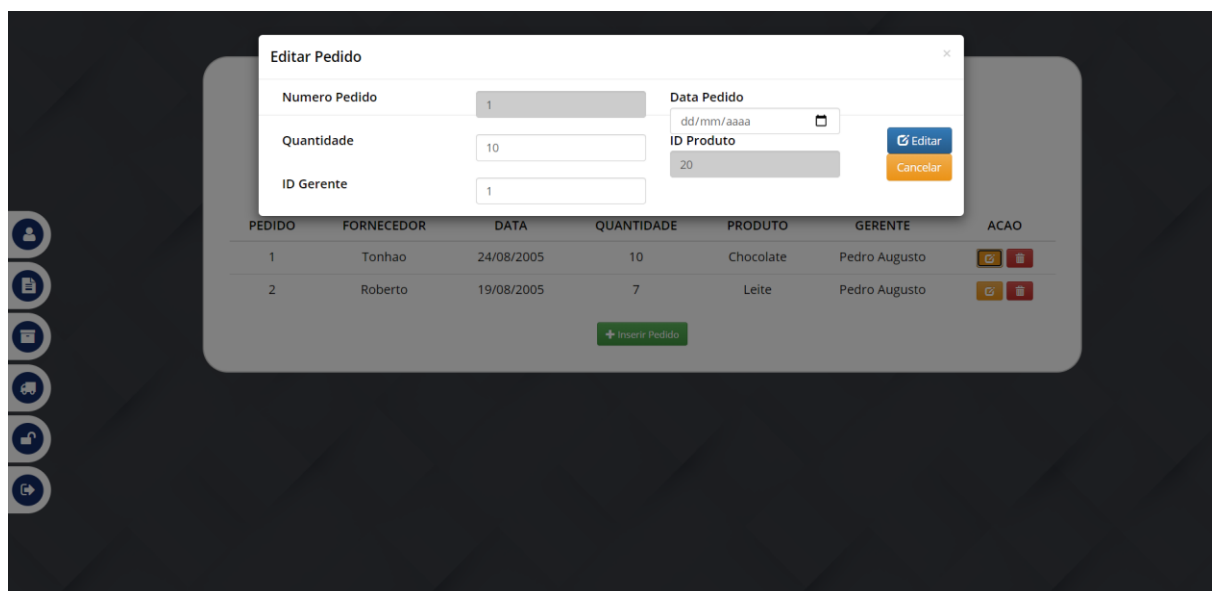 Editar Pedido ×
Numero Pedido 1 Data Pedido
dd/mm/aaaa
Quantidade 10 ID Produto Editar
20 Cancelar
ID Gerente 1
PEDIDO FORNECEDOR DATA QUANTIDADE PRODUTO GERENTE ACAO
1 Tonhao 24/08/2005 10 Chocolate Pedro Augusto
2 Roberto 19/08/2005 7 Leite Pedro Augusto
+ Inserir Pedido